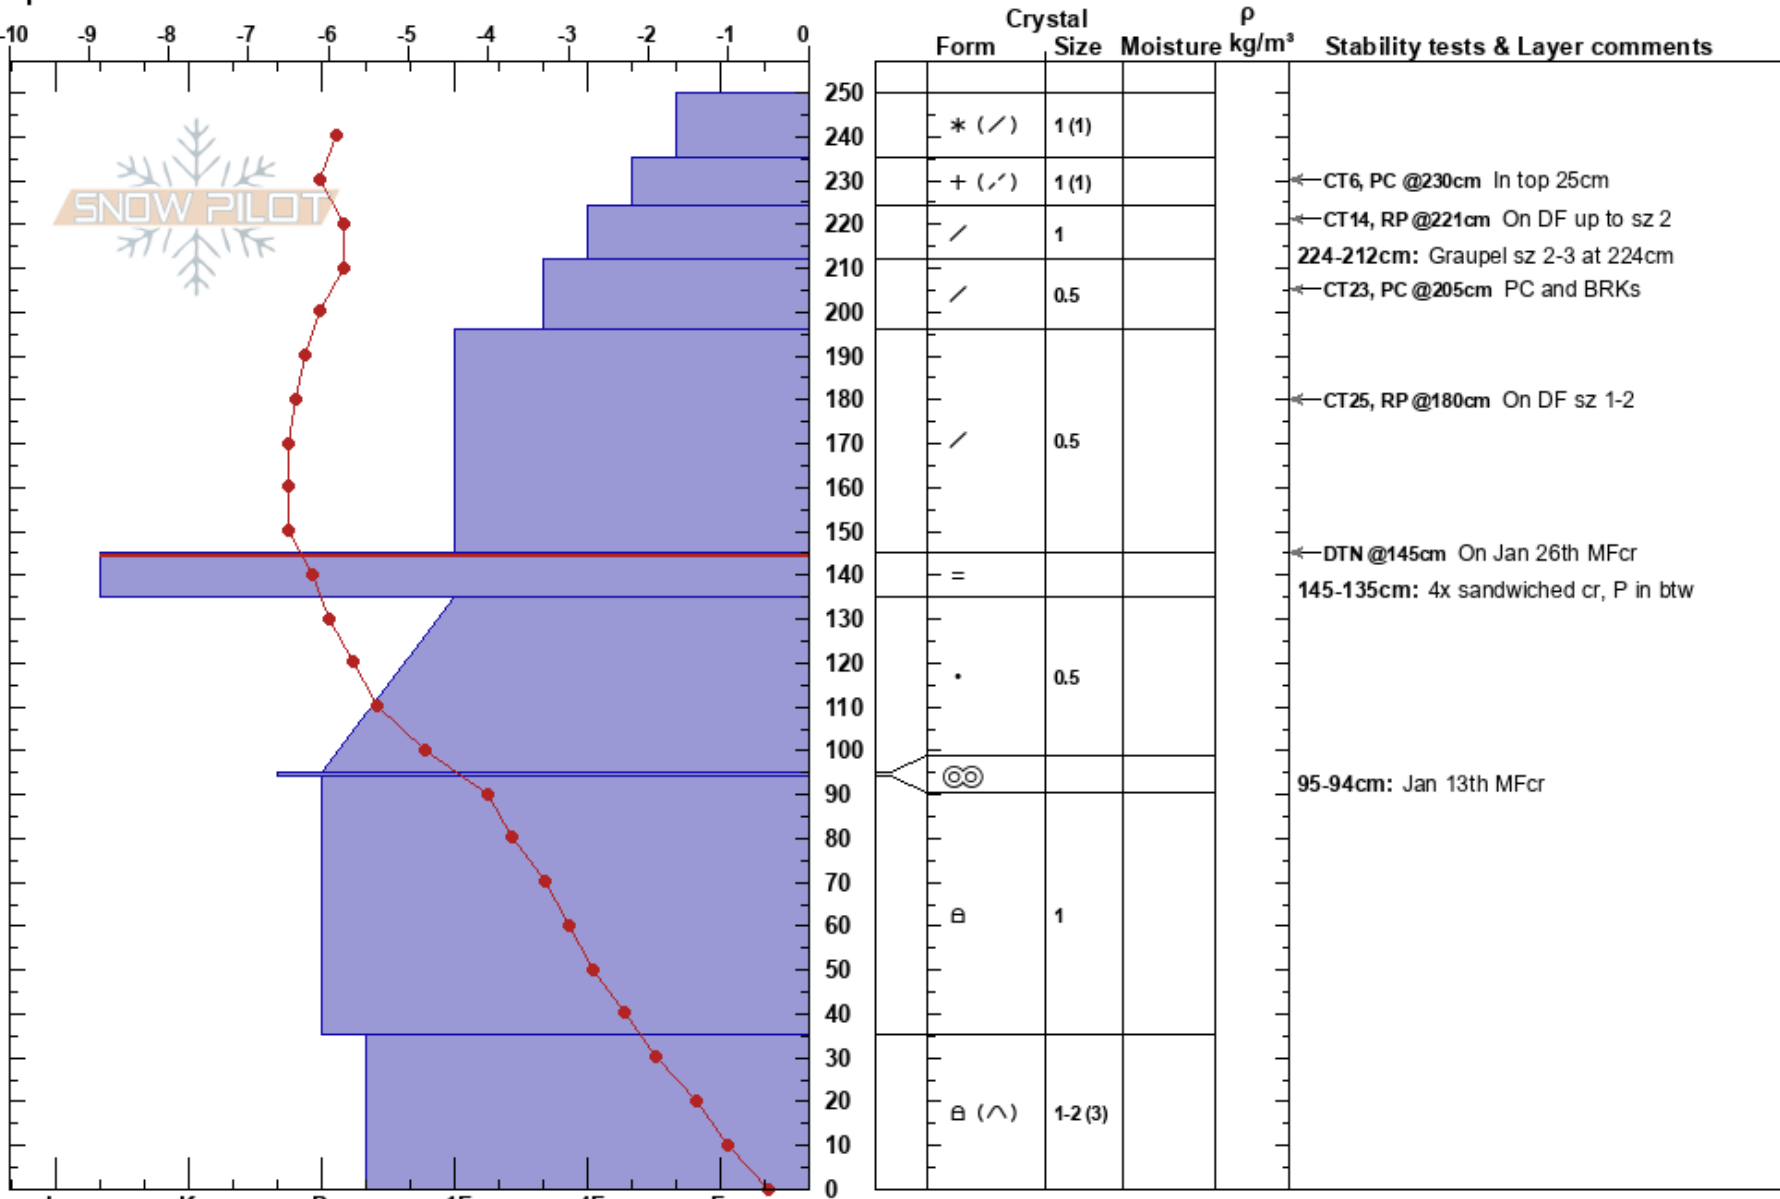 -10 -9 -8 -7 -6 -5 -4 -3 -2 -1 0
Crystal ρ
Form Size Moisture kg/m³ Stability tests & Layer comments
SNOW PILOT
250
240 * (/) 1 (1)
230 + (/) 1 (1) CT6, PC @230cm In top 25cm
220 / 1 CT14, RP @221cm On DF up to sz 2
224-212cm: Graupel sz 2-3 at 224cm
210
200 / 0.5 CT23, PC @205cm PC and BRKs
190
180 CT25, RP @180cm On DF sz 1-2
170 / 0.5
160
150
DTN @145cm On Jan 26th MFcr
140 =
145-135cm: 4x sandwiched cr, P in btw
130
120 • 0.5
110
100
95-94cm: Jan 13th MFcr
90
80
70
60 1
50
40
30
20 1-2 (3)
10
0